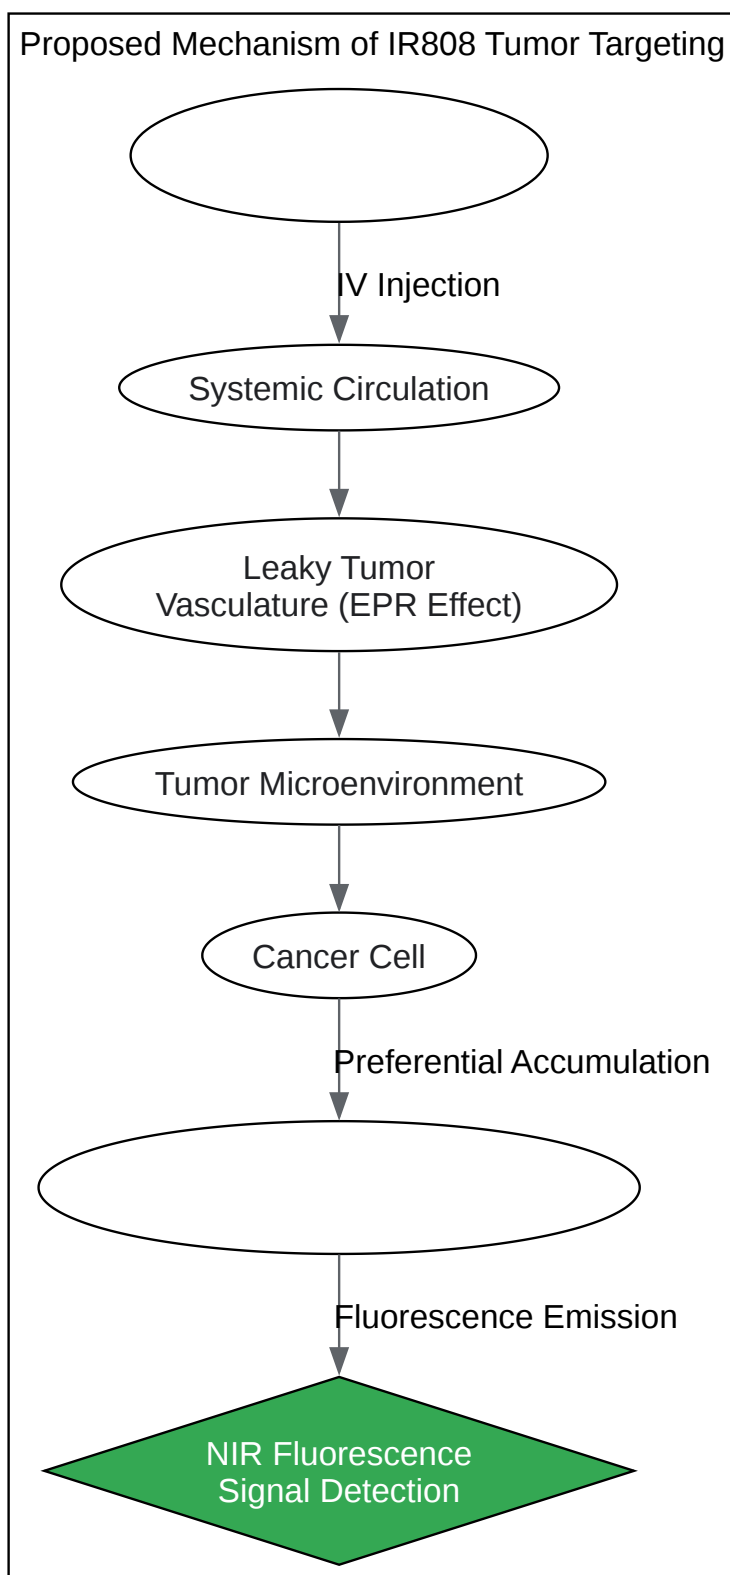 Proposed Mechanism of IR808 Tumor Targeting
IV Injection
Systemic Circulation
Leaky Tumor
Vasculature (EPR Effect)
Tumor Microenvironment
Cancer Cell
Preferential Accumulation
Fluorescence Emission
NIR Fluorescence
Signal Detection